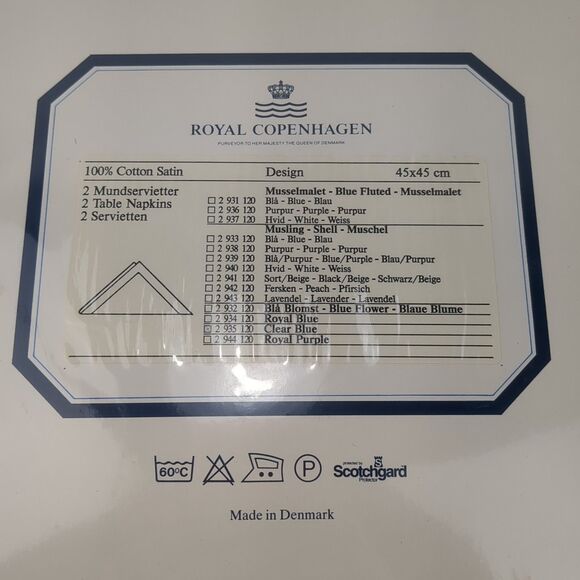 ROYAL COPENHAGEN
PURVEYOR TO HER MAJESTY THE QUEEN OF DENMARK
100% Cotton Satin Design 45x45 cm
2 Mundservietter
2 Table Napkins
2 Servietten
Musselmalet - Blue Fluted - Musselmalet
2 931 120 Blå - Blue - Blau
2 936 120 Purpur - Purple - Purpur
2 937 120 Hvid - White - Weiss
Musling - Shell - Muschel
2 933 120 Blå - Blue - Blau
2 938 120 Purpur - Purple - Purpur
2 939 120 Blå/Purpur - Blue/Purple - Blau/Purpur
2 940 120 Hvid - White - Weiss
2 941 120 Sort/Beige - Black/Beige - Schwarz/Beige
2 942 120 Fersken - Peach - Pfirsich
2 943 120 Lavendel - Lavender - Lavendel
2 932 120 Blå Blomst - Blue Flower - Blaue Blume
2 934 120 Royal Blue
2 935 120 Clear Blue
2 944 120 Royal Purple
60°C
P
protected by
Scotchgard
Protector
Made in Denmark